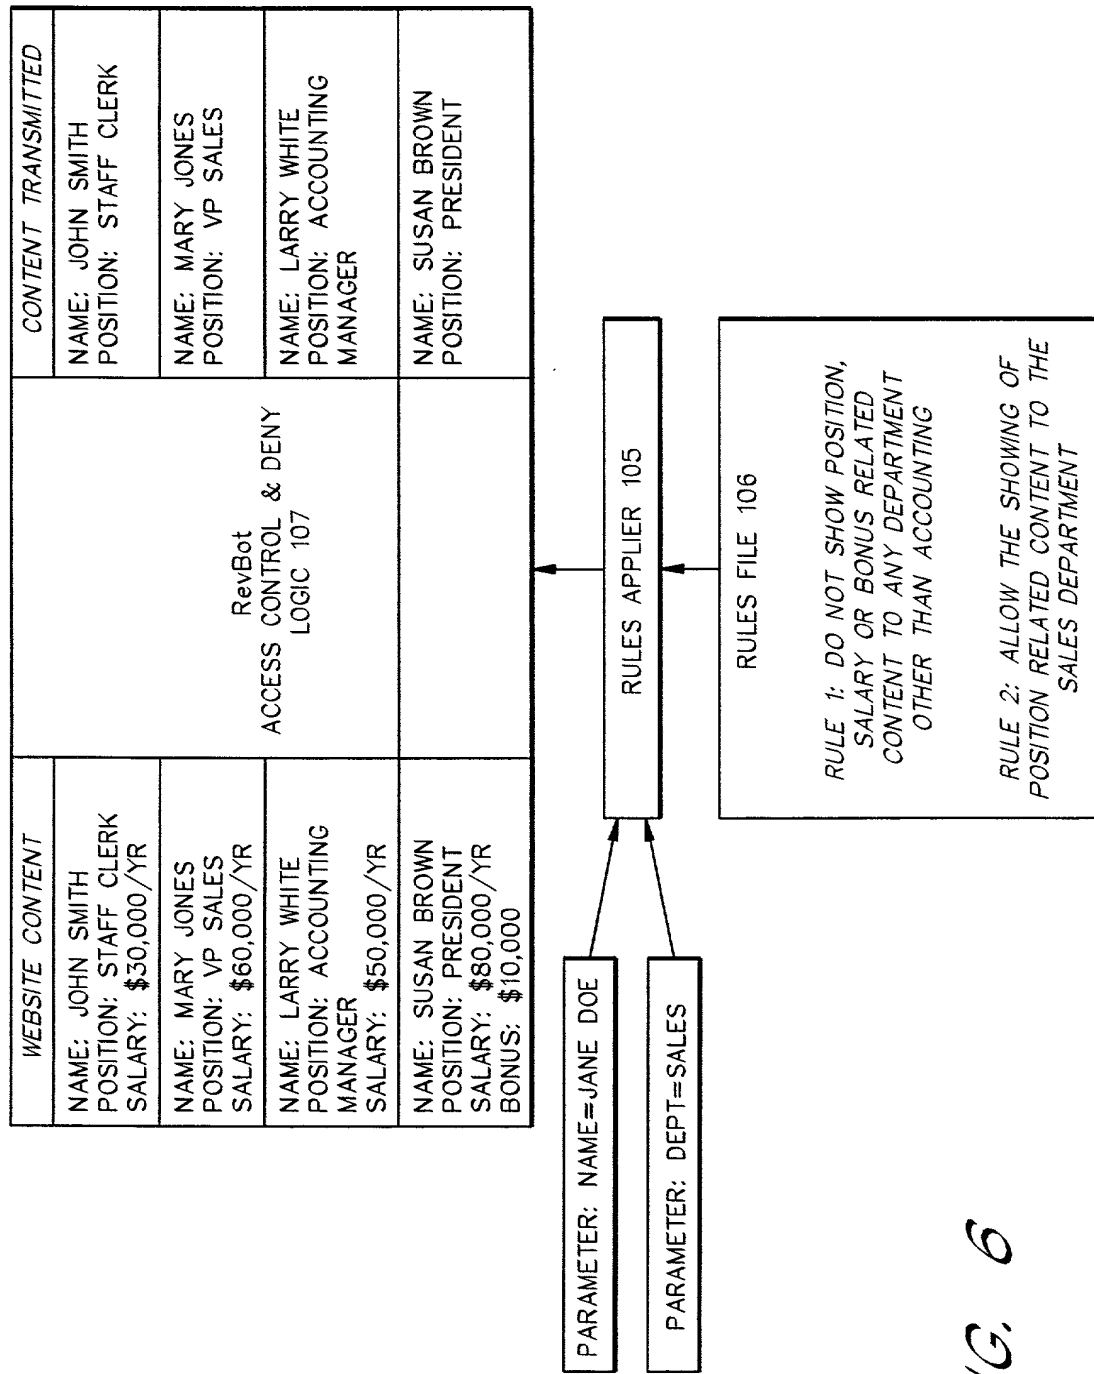 WEBSITE CONTENT
NAME: JOHN SMITH
POSITION: STAFF CLERK
SALARY: $30,000/YR
NAME: MARY JONES
POSITION: VP SALES
SALARY: $60,000/YR
NAME: LARRY WHITE
POSITION: ACCOUNTING
MANAGER
SALARY: $50,000/YR
NAME: SUSAN BROWN
POSITION: PRESIDENT
SALARY: $80,000/YR
BONUS: $10,000
RevBot
ACCESS CONTROL & DENY
LOGIC 107
CONTENT TRANSMITTED
NAME: JOHN SMITH
POSITION: STAFF CLERK
NAME: MARY JONES
POSITION: VP SALES
NAME: LARRY WHITE
POSITION: ACCOUNTING
MANAGER
NAME: SUSAN BROWN
POSITION: PRESIDENT
PARAMETER: NAME=JANE DOE
PARAMETER: DEPT=SALES
RULES APPLIER 105
RULES FILE 106
RULE 1: DO NOT SHOW POSITION,
SALARY OR BONUS RELATED
CONTENT TO ANY DEPARTMENT
OTHER THAN ACCOUNTING
RULE 2: ALLOW THE SHOWING OF
POSITION RELATED CONTENT TO THE
SALES DEPARTMENT
G. 6